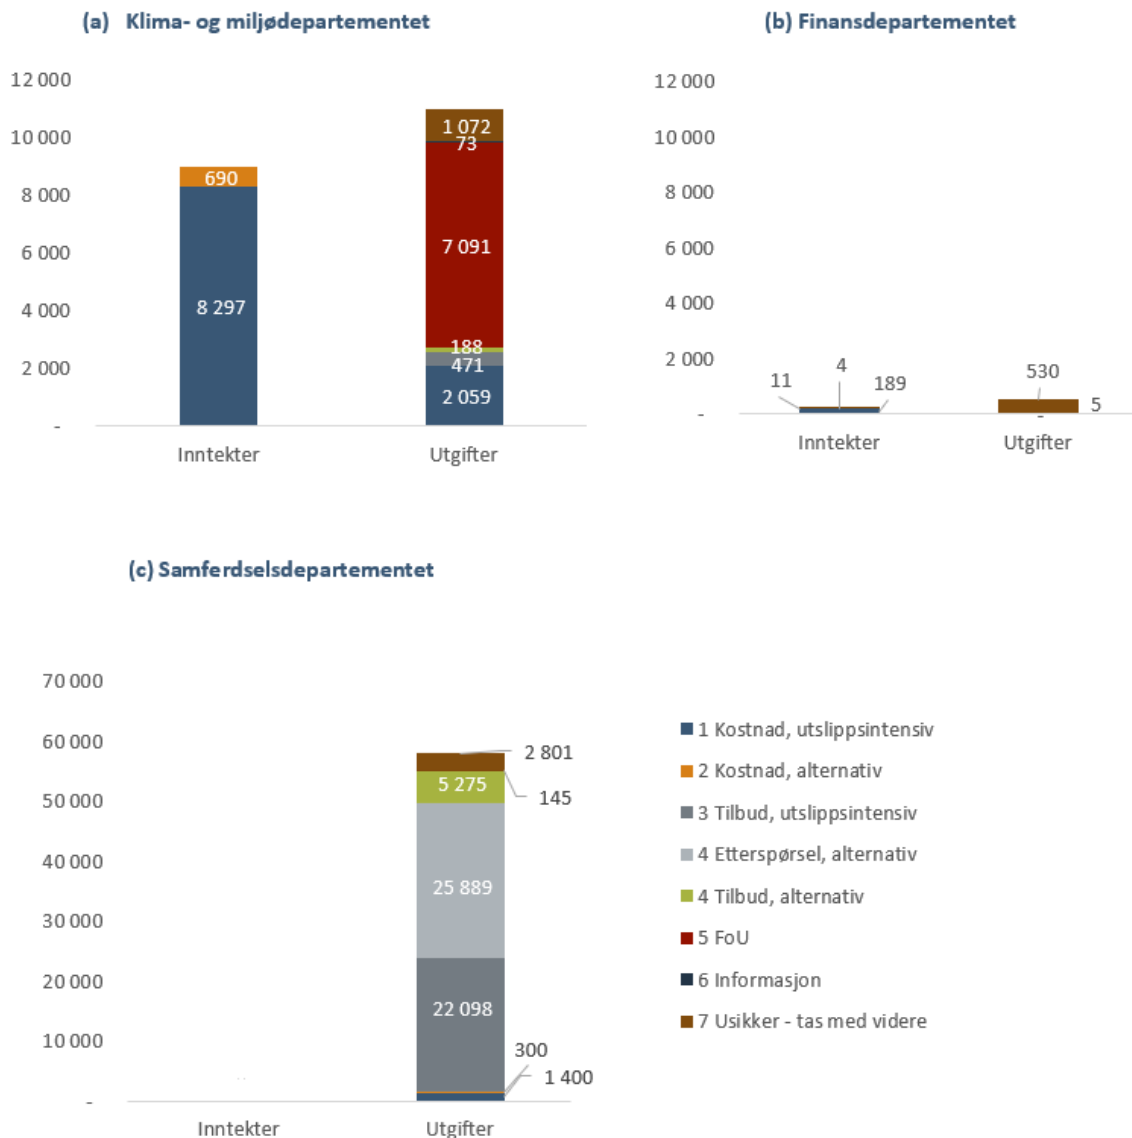 (a) Klima- og miljødepartementet
12 000
10 000
8 000
6 000
4 000
2 000
-
690
8 297
1 072
73
7 091
188
471
2 059
Inntekter
Utgifter
(b) Finansdepartementet
12 000
10 000
8 000
6 000
4 000
2 000
-
11
4
189
530
5
-
Inntekter
Utgifter
(c) Samferdselsdepartementet
70 000
60 000
50 000
40 000
30 000
20 000
10 000
-
2 801
5 275
145
25 889
22 098
300
1 400
Inntekter
Utgifter
1 Kostnad, utslippsintensiv
2 Kostnad, alternativ
3 Tilbud, utslippsintensiv
4 Etterspørsel, alternativ
4 Tilbud, alternativ
5 FoU
6 Informasjon
7 Usikker - tas med videre